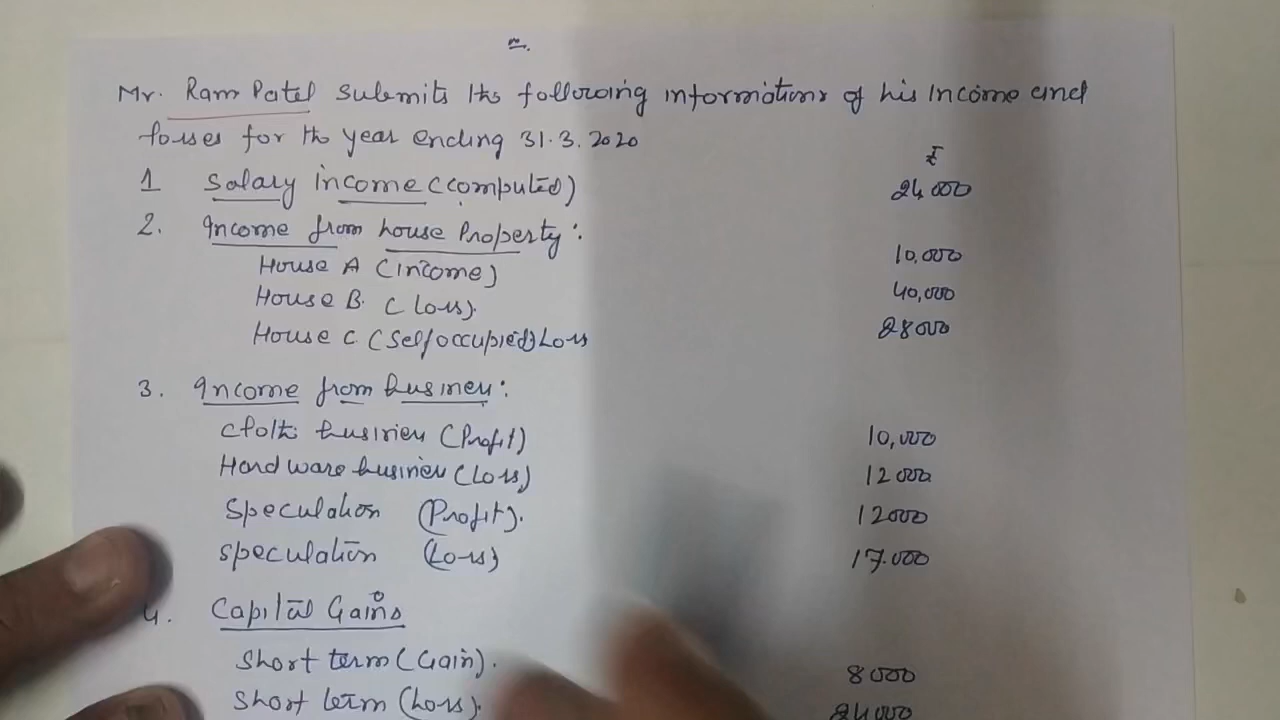 Mr. Ram Patel Submits the following informations of his Income and
losses for the year ending 31.3.2020
₹
1 Salary income (computed) 24,000
2. Income from house Property:
House A (income) 10,000
House B. (Loss). 40,000
House C. (Self occupied) Loss 28000
3. Income from business:
Cloth business (Profit) 10,000
Hardware business (Loss) 12000
Speculation (Profit). 12000
Speculation (Loss) 17.000
4. Capital Gains
Short term (Gain). 8000
Short term (Loss). 24000